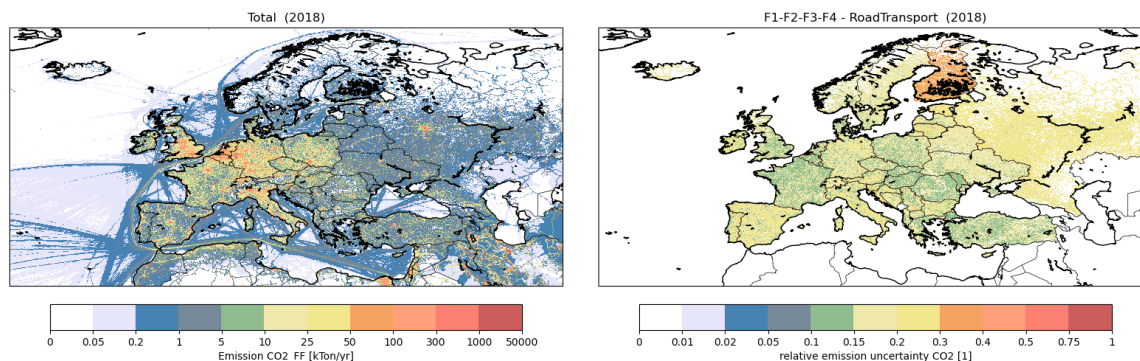 Total (2018)
0 0.05 0.2 1 5 10 25 50 100 300 1000 50000
Emission CO2_FF [kTon/yr]
F1-F2-F3-F4 - RoadTransport (2018)
0 0.01 0.02 0.05 0.1 0.15 0.2 0.3 0.4 0.5 0.75 1
relative emission uncertainty CO2 [1]